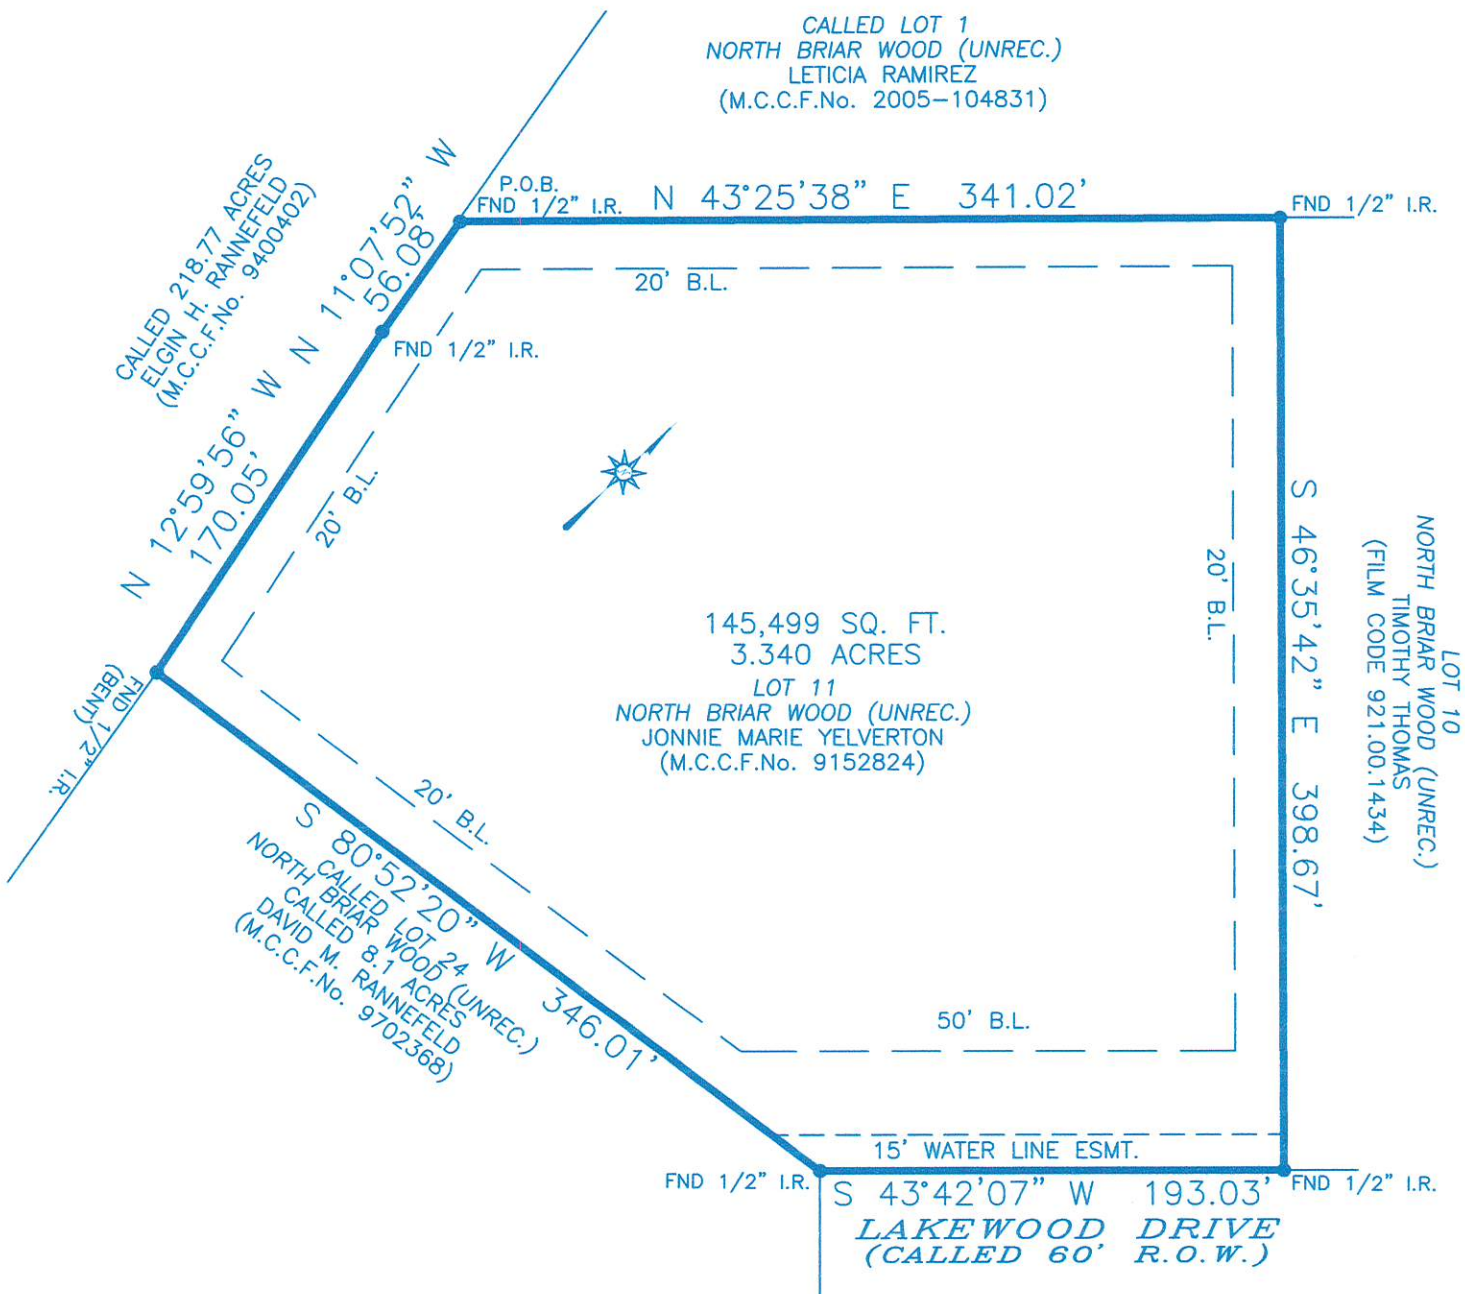 CALLED LOT 1
NORTH BRIAR WOOD (UNREC.)
LETICIA RAMIREZ
(M.C.C.F.No. 2005-104831)
P.O.B.
FND 1/2" I.R.
N 43°25'38" E 341.02'
FND 1/2" I.R.
CALLED 218.77 ACRES
ELGIN H. RANNEFELD
(M.C.C.F.No. 9400402)
N 11°07'52" W
56.08'
FND 1/2" I.R.
20' B.L.
N 12°59'56" W
170.05'
20' B.L.
20' B.L.
S 46°35'42" E 398.67'
LOT 10
NORTH BRIAR WOOD (UNREC.)
TIMOTHY THOMAS
(FILM CODE 921.00.1434)
145,499 SQ. FT.
3.340 ACRES
LOT 11
NORTH BRIAR WOOD (UNREC.)
JONNIE MARIE YELVERTON
(M.C.C.F.No. 9152824)
FND 1/2" I.R.
(BENT)
20' B.L.
S 80°52'20" W 346.01'
CALLED LOT 24
NORTH BRIAR WOOD (UNREC.)
CALLED 8.1 ACRES
DAVID M. RANNEFELD
(M.C.C.F.No. 9702368)
50' B.L.
15' WATER LINE ESMT.
FND 1/2" I.R.
S 43°42'07" W 193.03'
FND 1/2" I.R.
LAKEWOOD DRIVE
(CALLED 60' R.O.W.)